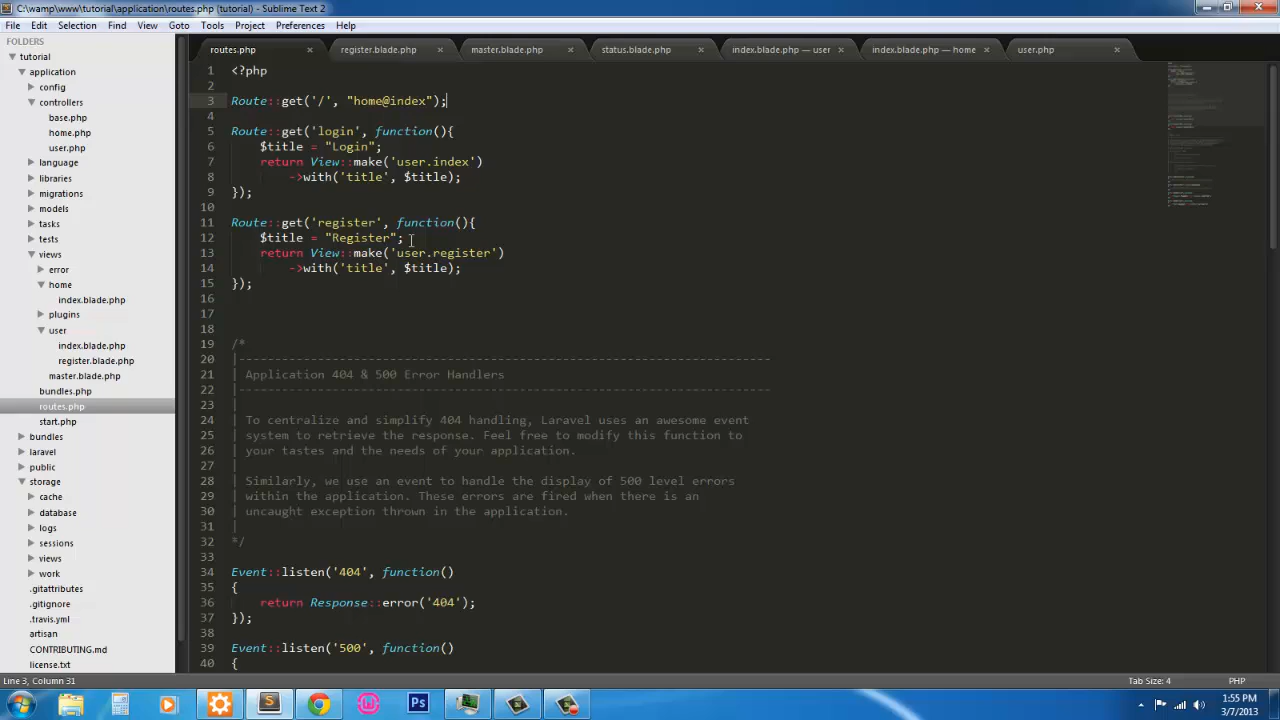 C:\wamp\www\tutorial\application\routes.php (tutorial) - Sublime Text 2
File Edit Selection Find View Goto Tools Project Preferences Help
FOLDERS
tutorial
application
config
controllers
base.php
home.php
user.php
language
libraries
migrations
models
tasks
tests
views
error
home
index.blade.php
plugins
user
index.blade.php
register.blade.php
master.blade.php
bundles.php
routes.php
start.php
bundles
laravel
public
storage
cache
database
logs
sessions
views
work
.gitattributes
.gitignore
.travis.yml
artisan
CONTRIBUTING.md
license.txt
routes.php × register.blade.php × master.blade.php × status.blade.php × index.blade.php — user × index.blade.php — home × user.php ×
1 <?php
2
3 Route::get('/', "home@index");
4
5 Route::get('login', function(){
6 $title = "Login";
7 return View::make('user.index')
8 ->with('title', $title);
9 });
10
11 Route::get('register', function(){
12 $title = "Register";
13 return View::make('user.register')
14 ->with('title', $title);
15 });
16
17
18
19 /*
20 |--------------------------------------------------------------------------
21 | Application 404 & 500 Error Handlers
22 |--------------------------------------------------------------------------
23 |
24 | To centralize and simplify 404 handling, Laravel uses an awesome event
25 | system to retrieve the response. Feel free to modify this function to
26 | your tastes and the needs of your application.
27 |
28 | Similarly, we use an event to handle the display of 500 level errors
29 | within the application. These errors are fired when there is an
30 | uncaught exception thrown in the application.
31 |
32 */
33
34 Event::listen('404', function()
35 {
36 return Response::error('404');
37 });
38
39 Event::listen('500', function()
40 {
Line 3, Column 31 Tab Size: 4 PHP
Ps
1:55 PM
3/7/2013